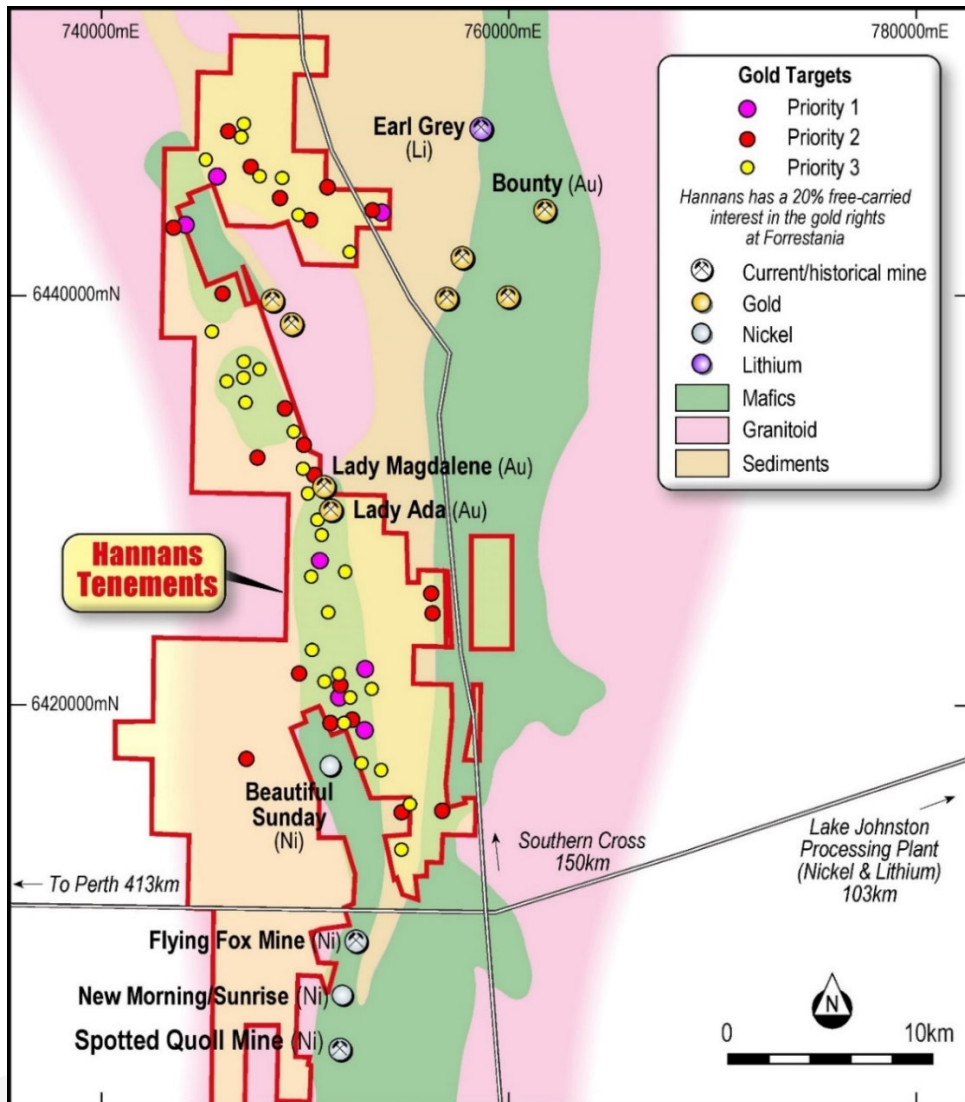 740000mE
760000mE
780000mE
Gold Targets
Priority 1
Priority 2
Priority 3
Hannans has a 20% free-carried
interest in the gold rights
at Forrestania
Current/historical mine
Gold
Nickel
Lithium
Mafics
Granitoid
Sediments
Earl Grey
(Li)
Bounty (Au)
6440000mN
Lady Magdalene (Au)
Lady Ada (Au)
Hannans
Tenements
6420000mN
Beautiful
Sunday
(Ni)
Southern Cross
150km
Lake Johnston
Processing Plant
(Nickel & Lithium)
103km
To Perth 413km
Flying Fox Mine (Ni)
New Morning/Sunrise (Ni)
Spotted Quoll Mine (Ni)
N
0
10km